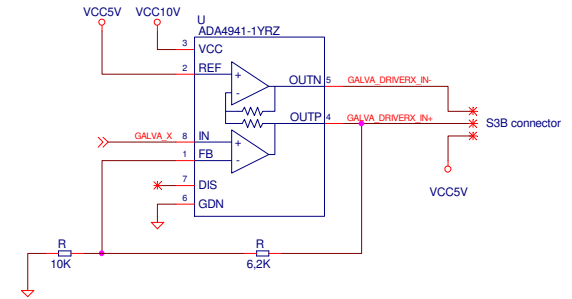 VCC5V VCC10V
U
ADA4941-1YRZ
3 VCC
2 REF
OUTN 5 GALVA_DRIVERX_IN-
OUTP 4 GALVA_DRIVERX_IN+
S3B connector
GALVA_X 8 IN
1 FB
VCC5V
7 DIS
6 GDN
R
10K
R
6,2K
+
-
+
-